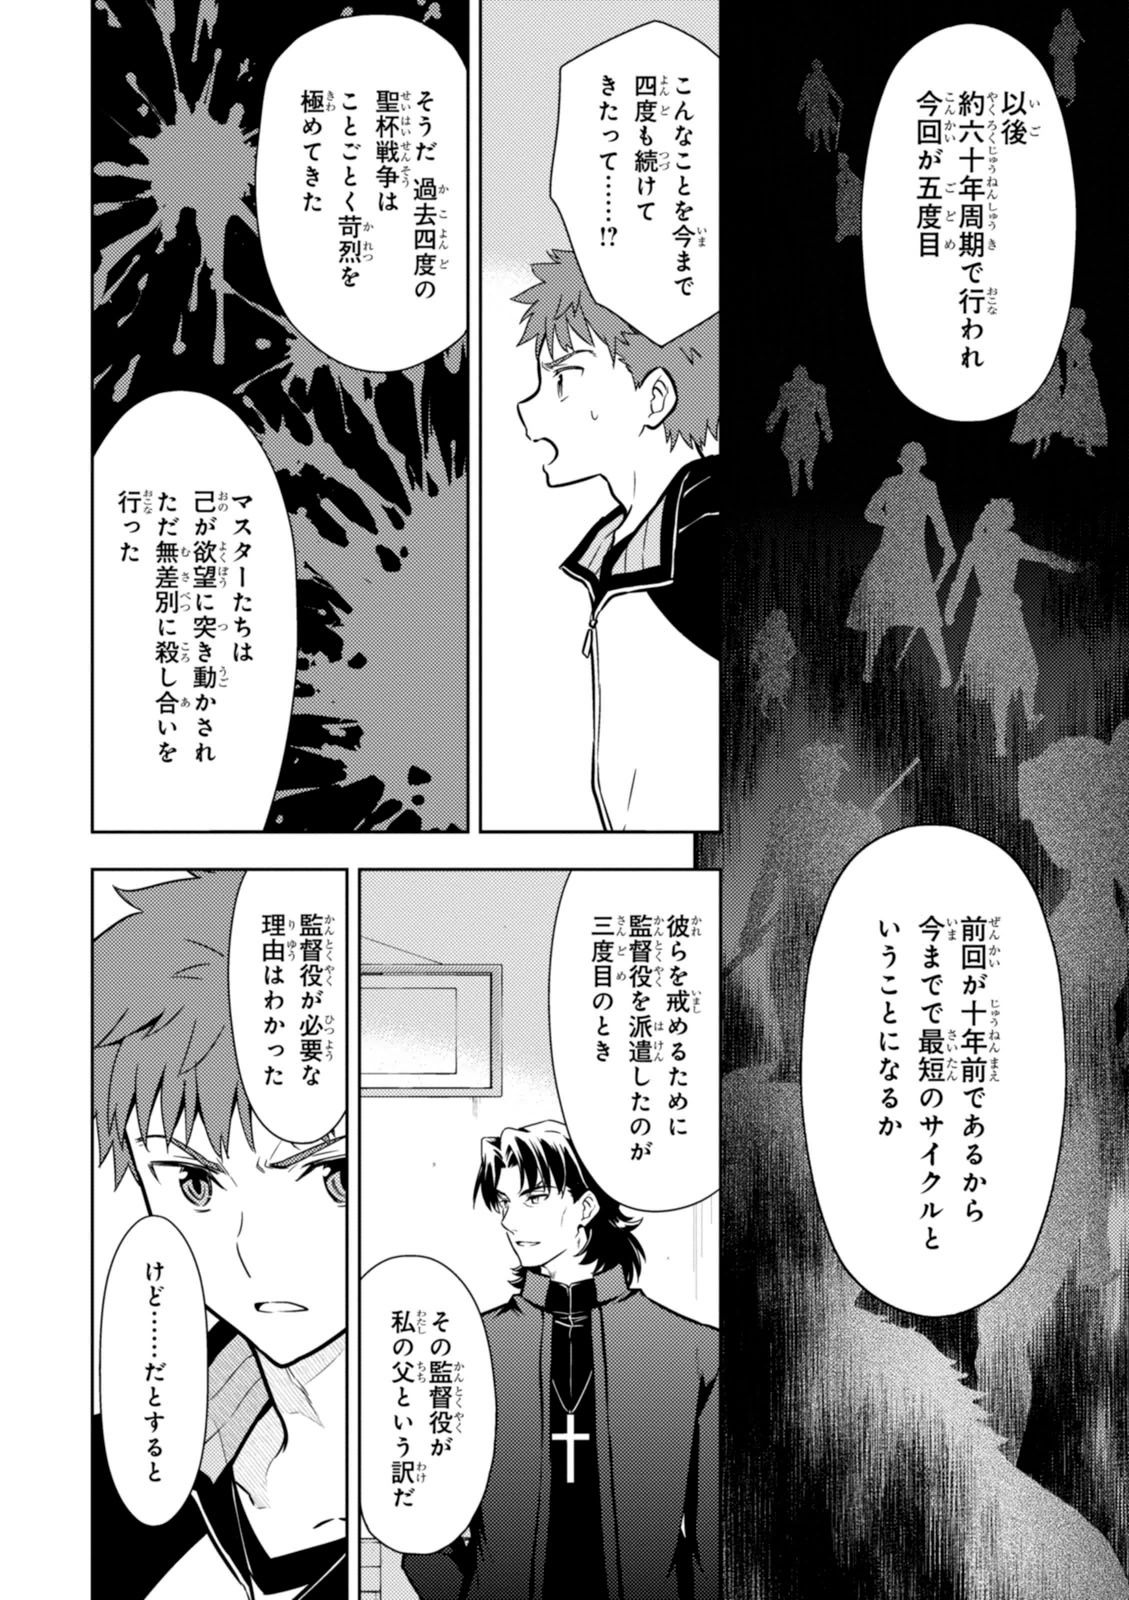 以後
約六十年周期で行われ
今回が五度目
前回が十年前であるから
今までで最短のサイクルと
いうことになるか
こんなことを今まで
四度も続けて
きたって……!?
そうだ 過去四度の
聖杯戦争は
ことごとく苛烈を
極めてきた
マスターたちは
己が欲望に突き動かされ
ただ無差別に殺し合いを
行った
彼らを戒めるために
監督役を派遣したのが
三度目のとき
その監督役が
私の父という訳だ
監督役が必要な
理由はわかった
けど……だとすると